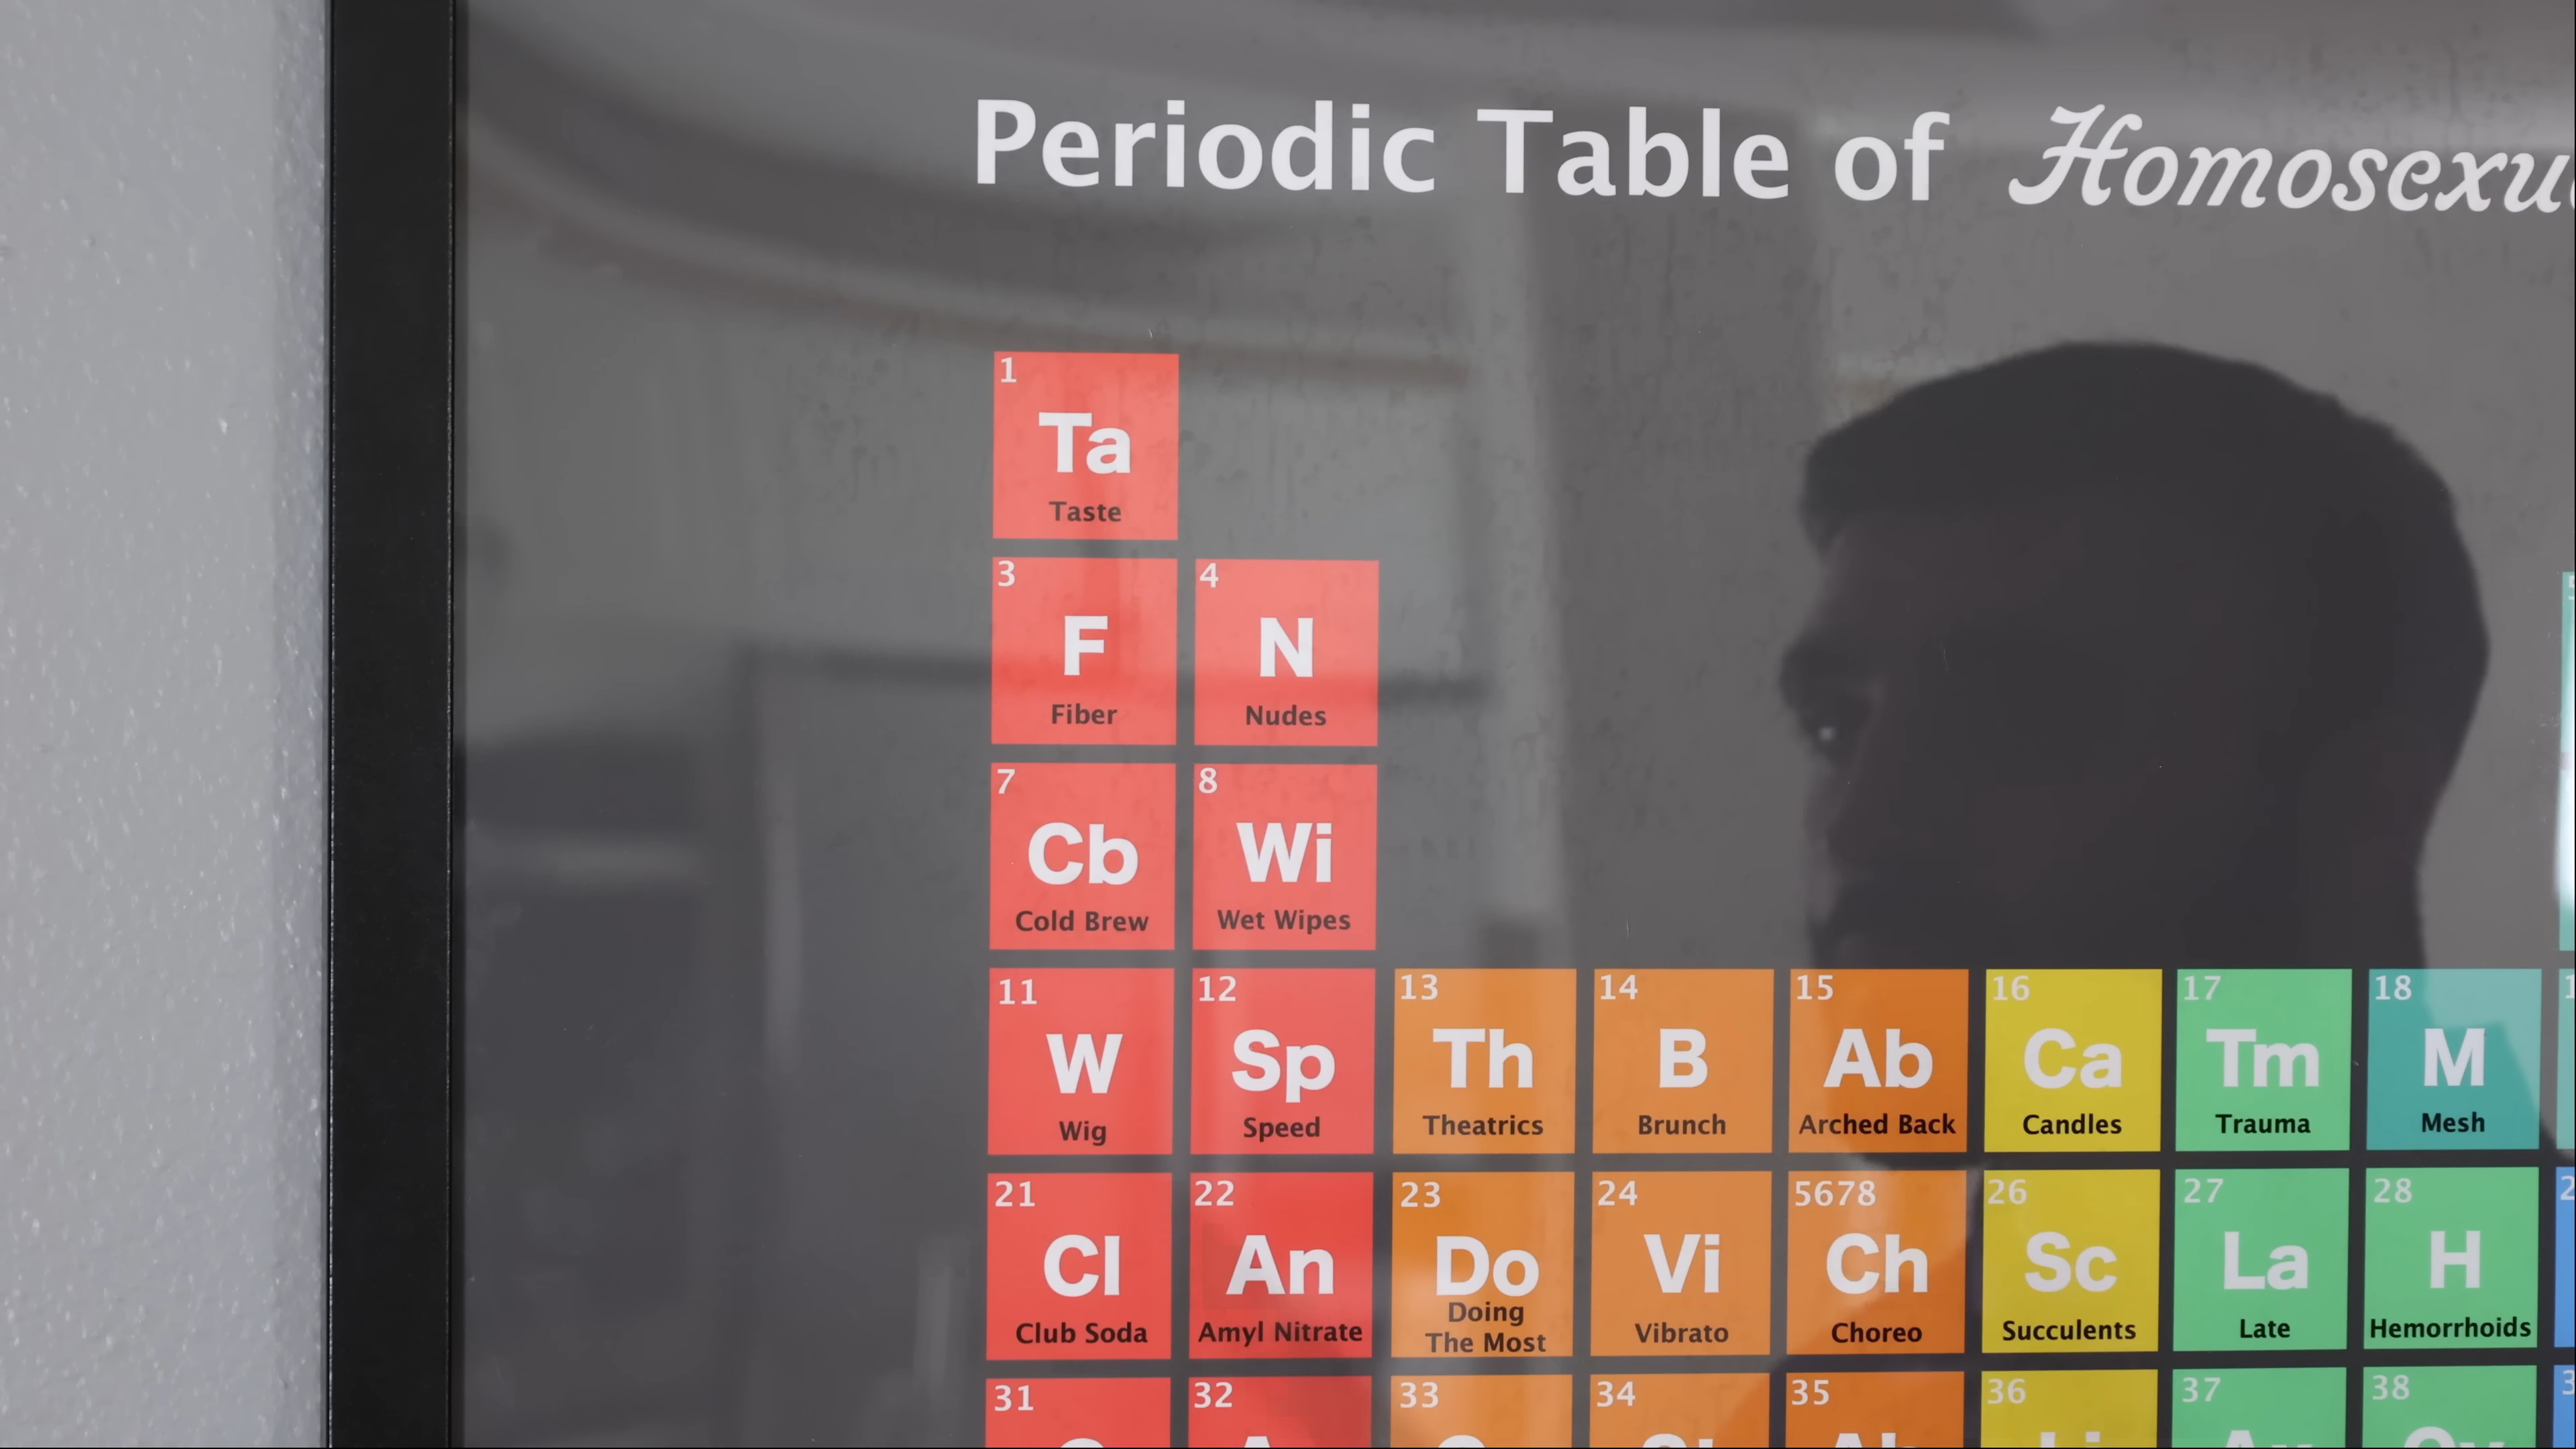 Periodic Table of Homosexu
1
Ta
Taste
3
F
Fiber
4
N
Nudes
7
Cb
Cold Brew
8
Wi
Wet Wipes
11
W
Wig
12
Sp
Speed
13
Th
Theatrics
14
B
Brunch
15
Ab
Arched Back
16
Ca
Candles
17
Tm
Trauma
18
M
Mesh
21
Cl
Club Soda
22
An
Amyl Nitrate
23
Do
Doing
The Most
24
Vi
Vibrato
5678
Ch
Choreo
26
Sc
Succulents
27
La
Late
28
H
Hemorrhoids
31
32
33
34
35
36
37
38